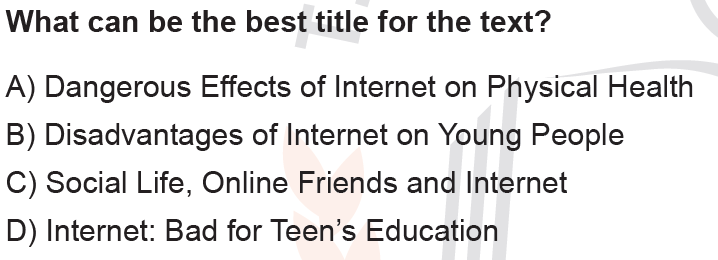 What can be the best title for the text?
A) Dangerous Effects of Internet on Physical Health
B) Disadvantages of Internet on Young People
C) Social Life, Online Friends and Internet
D) Internet: Bad for Teen's Education